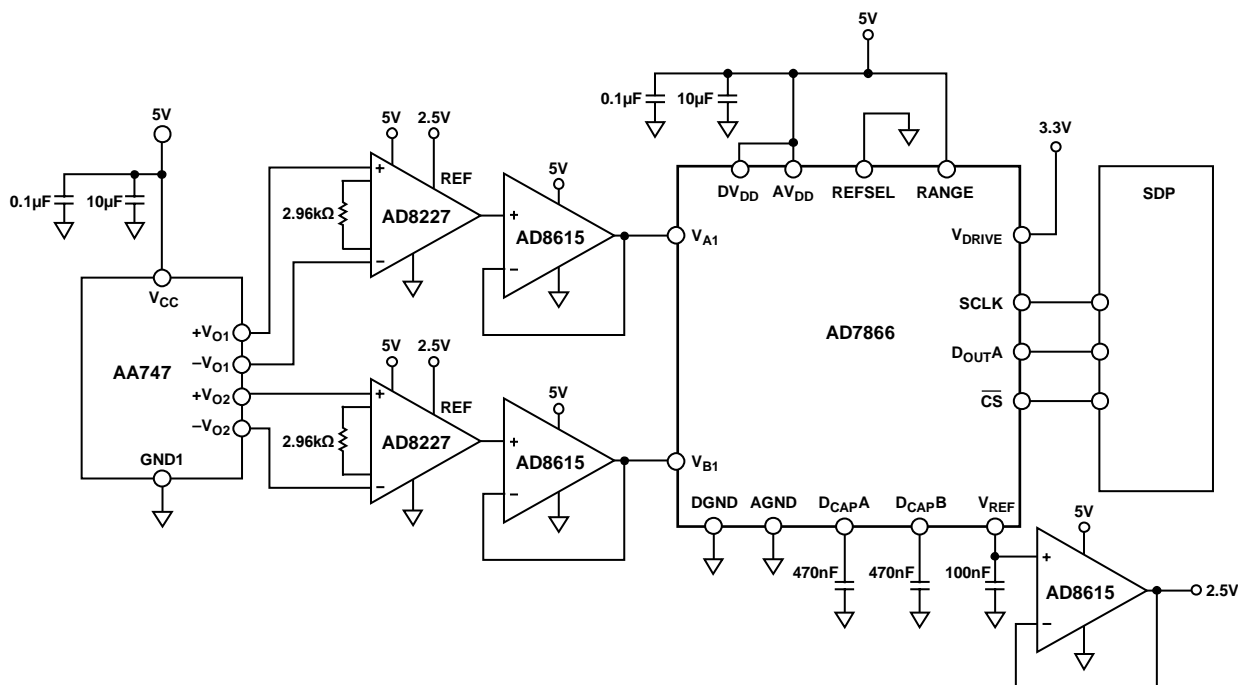 5V
0.1µF
10µF
5V
3.3V
5V
0.1µF
10µF
5V
2.5V
REF
2.96kΩ
AD8227
5V
AD8615
DVDD
AVDD
REFSEL
RANGE
SDP
VDRIVE
VA1
VCC
+VO1
−VO1
AA747
+VO2
−VO2
GND1
SCLK
AD7866
DOUTA
CS
5V
2.5V
REF
2.96kΩ
AD8227
5V
AD8615
VB1
DGND
AGND
DCAPA
DCAPB
VREF
470nF
470nF
100nF
5V
AD8615
2.5V